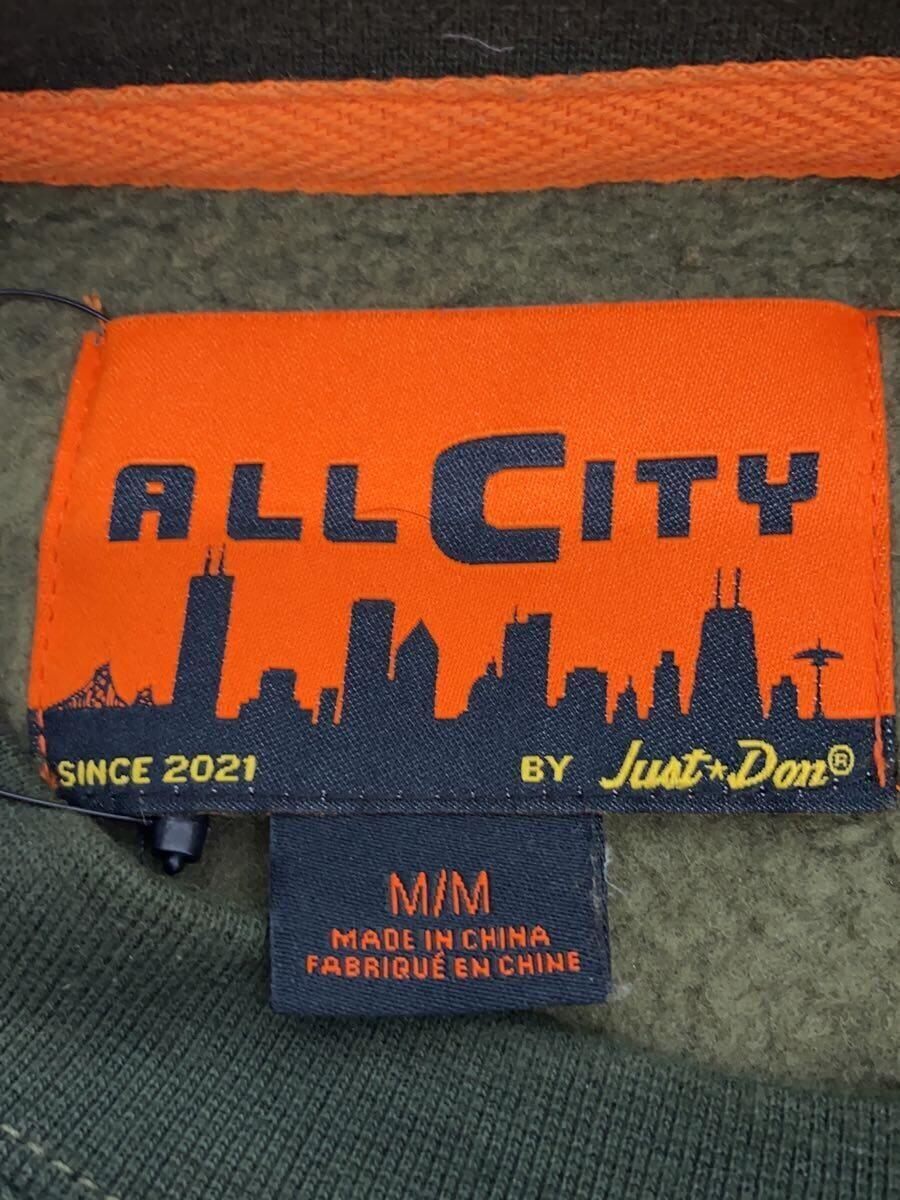 ALL CITY
SINCE 2021 BY Just★Don®
M/M
MADE IN CHINA
FABRIQUÉ EN CHINE